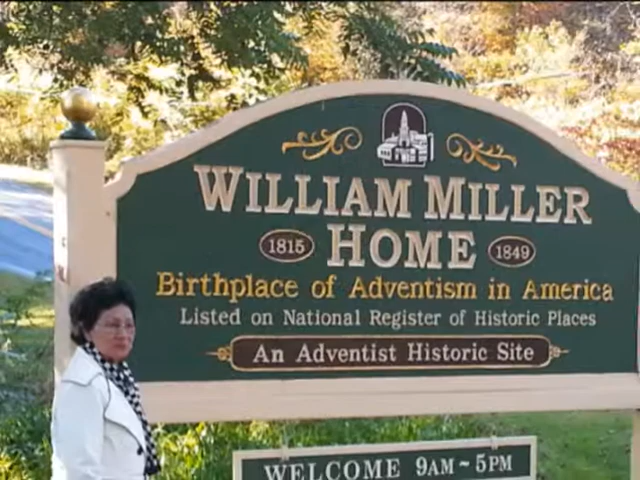 WILLIAM MILLER
1815 HOME 1849
Birthplace of Adventism in America
Listed on National Register of Historic Places
An Adventist Historic Site
WELCOME 9AM ~ 5PM